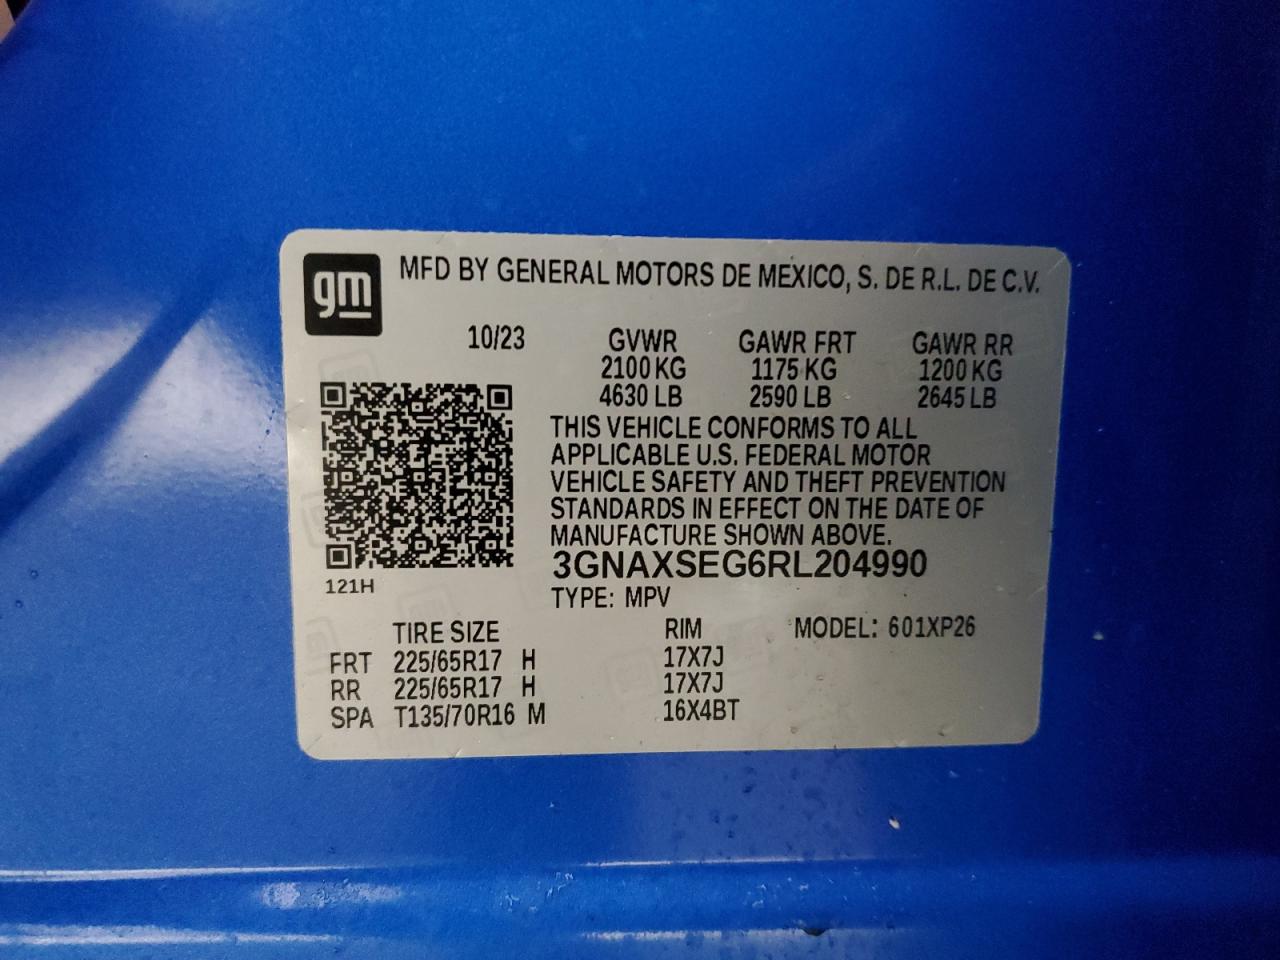 gm MFD BY GENERAL MOTORS DE MEXICO, S. DE R.L. DE C.V.
10/23 GVWR GAWR FRT GAWR RR
2100 KG 1175 KG 1200 KG
4630 LB 2590 LB 2645 LB
THIS VEHICLE CONFORMS TO ALL
APPLICABLE U.S. FEDERAL MOTOR
VEHICLE SAFETY AND THEFT PREVENTION
STANDARDS IN EFFECT ON THE DATE OF
MANUFACTURE SHOWN ABOVE.
3GNAXSEG6RL204990
121H
TYPE: MPV
TIRE SIZE RIM MODEL: 601XP26
FRT 225/65R17 H 17X7J
RR 225/65R17 H 17X7J
SPA T135/70R16 M 16X4BT